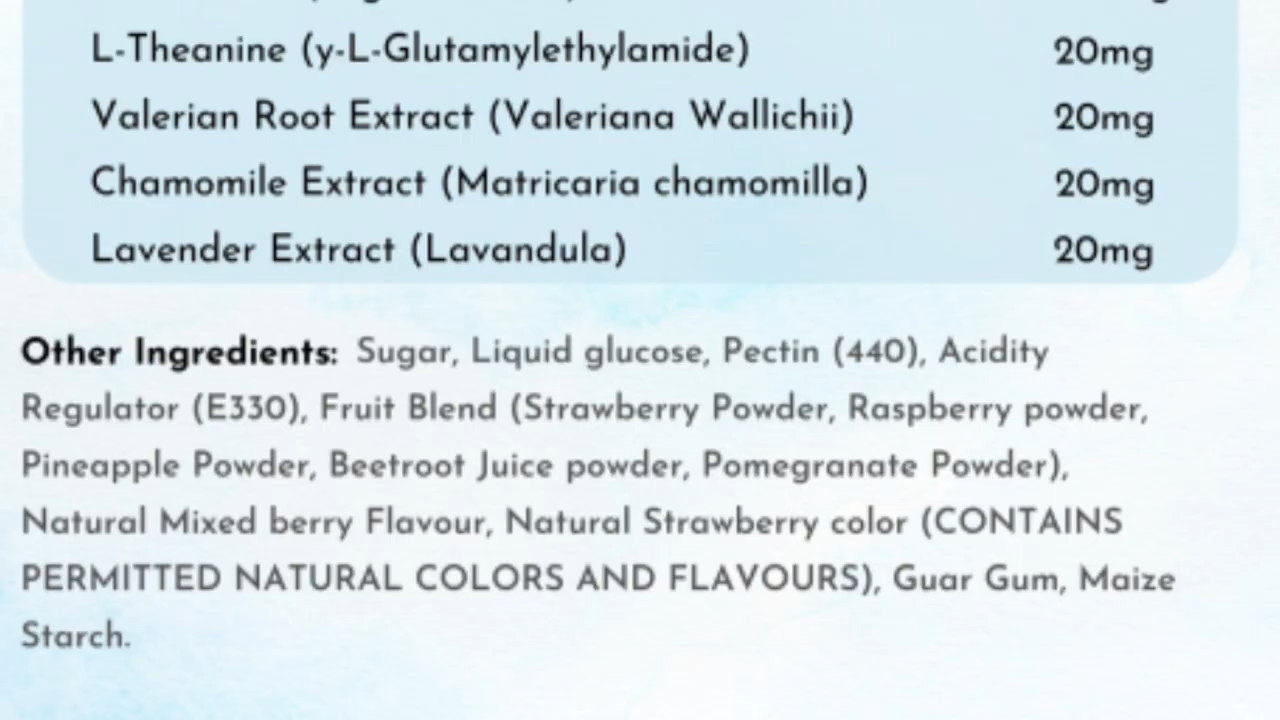 L-Theanine (y-L-Glutamylethylamide) 20mg
Valerian Root Extract (Valeriana Wallichii) 20mg
Chamomile Extract (Matricaria chamomilla) 20mg
Lavender Extract (Lavandula) 20mg
Other Ingredients: Sugar, Liquid glucose, Pectin (440), Acidity
Regulator (E330), Fruit Blend (Strawberry Powder, Raspberry powder,
Pineapple Powder, Beetroot Juice powder, Pomegranate Powder),
Natural Mixed berry Flavour, Natural Strawberry color (CONTAINS
PERMITTED NATURAL COLORS AND FLAVOURS), Guar Gum, Maize
Starch.